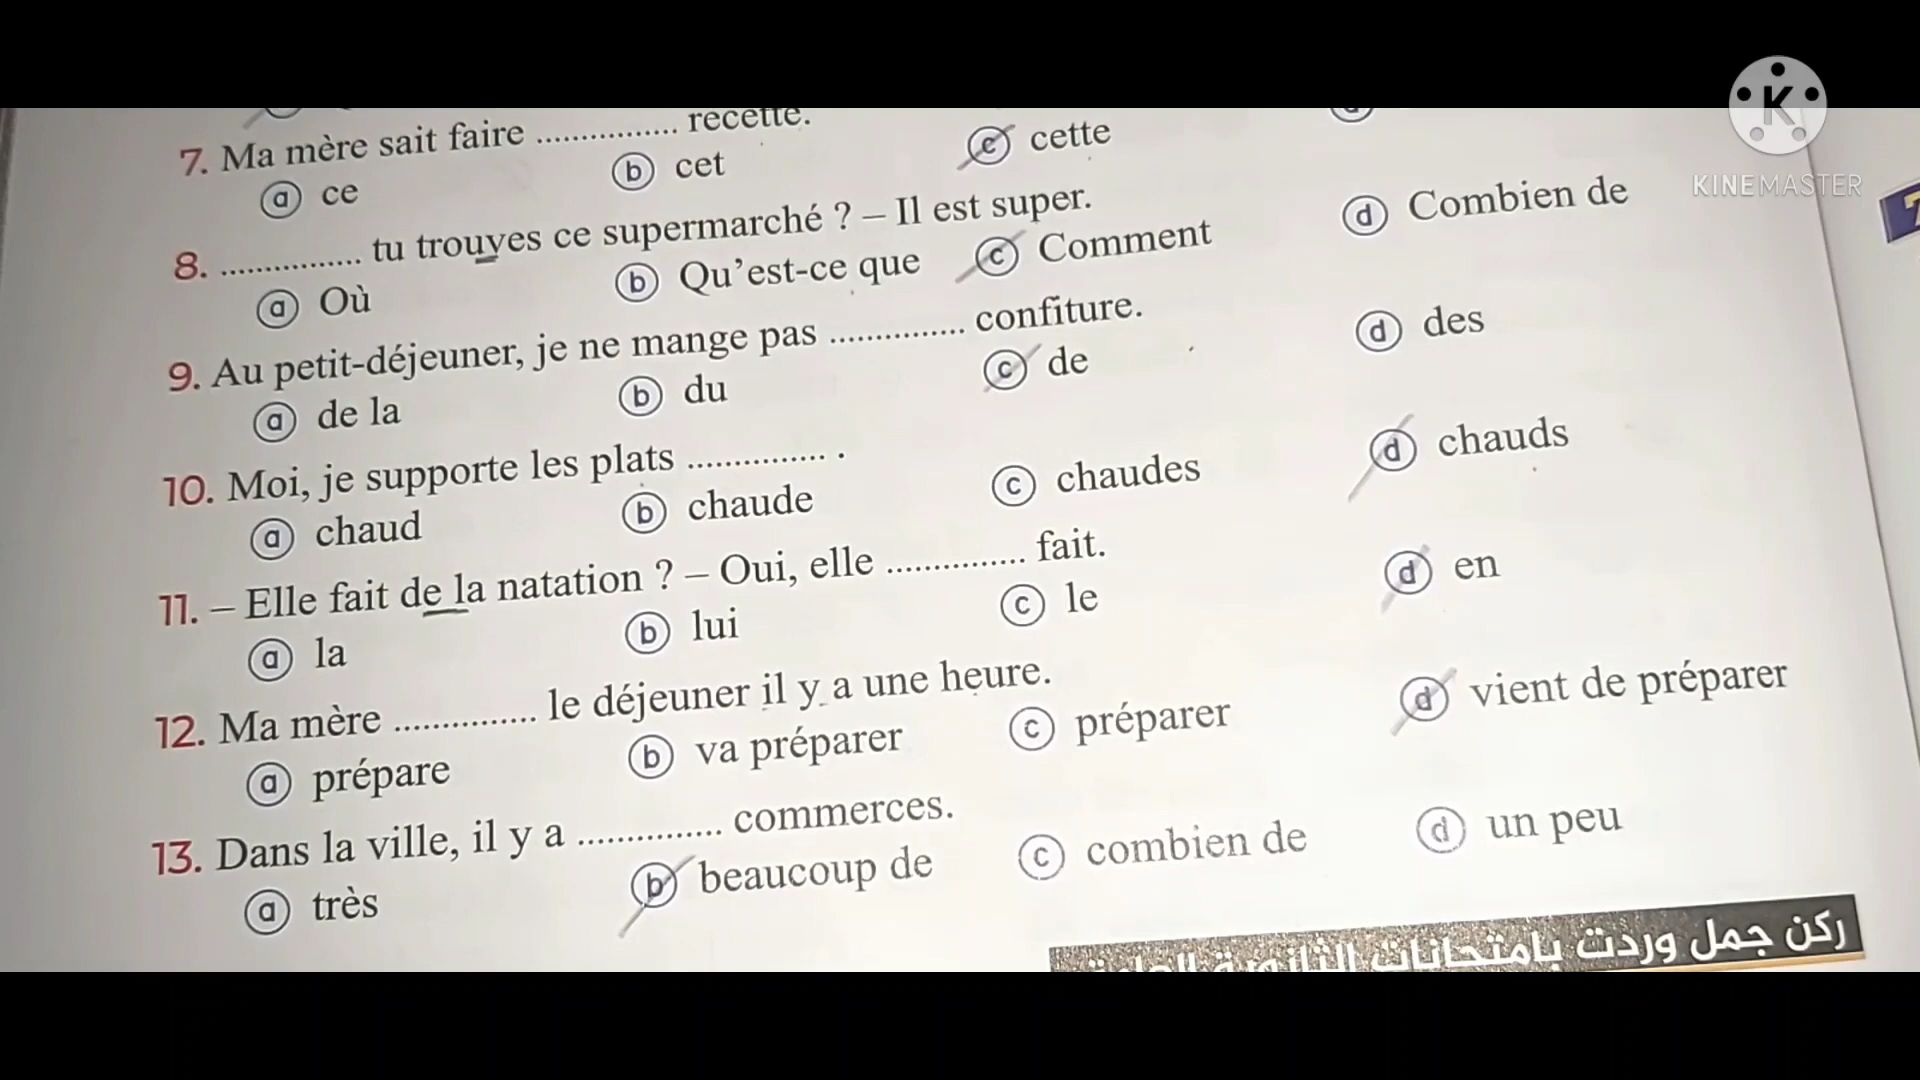 7. Ma mère sait faire ................ recette.
ⓐ ce ⓑ cet ⓒ cette ⓓ
8. ................ tu trouves ce supermarché ? – Il est super.
ⓐ Où ⓑ Qu’est-ce que ⓒ Comment ⓓ Combien de
9. Au petit-déjeuner, je ne mange pas ............... confiture.
ⓐ de la ⓑ du ⓒ de ⓓ des
10. Moi, je supporte les plats ............... .
ⓐ chaud ⓑ chaude ⓒ chaudes ⓓ chauds
11. – Elle fait de la natation ? – Oui, elle ............... fait.
ⓐ la ⓑ lui ⓒ le ⓓ en
12. Ma mère ............... le déjeuner il y a une heure.
ⓐ prépare ⓑ va préparer ⓒ préparer ⓓ vient de préparer
13. Dans la ville, il y a ............... commerces.
ⓐ très ⓑ beaucoup de ⓒ combien de ⓓ un peu
ركن جمل وردت بامتحانات الثانوية العامة
K
KINEMASTER
7